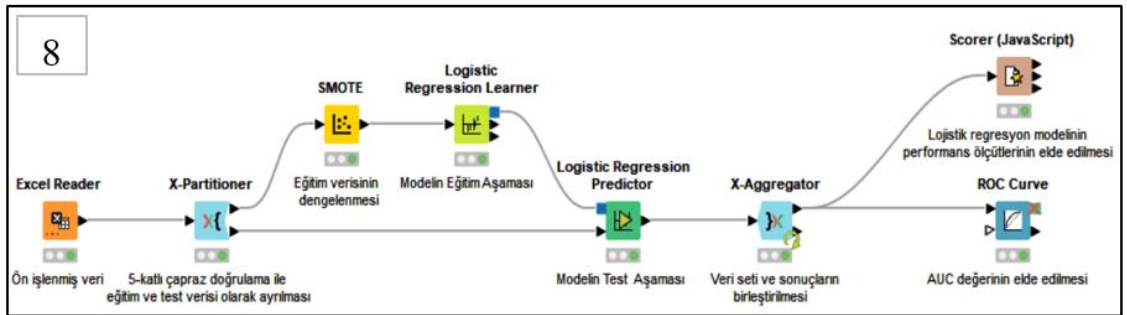 8
Scorer (JavaScript)
Lojistik regresyon modelinin
performans ölçütlerinin elde edilmesi
SMOTE
Eğitim verisinin
dengelenmesi
Logistic
Regression Learner
Modelin Eğitim Aşaması
Excel Reader
Ön işlenmiş veri
X-Partitioner
5-katlı çapraz doğrulama ile
eğitim ve test verisi olarak ayrılması
Logistic Regression
Predictor
Modelin Test Aşaması
X-Aggregator
Veri seti ve sonuçların
birleştirilmesi
ROC Curve
AUC değerinin elde edilmesi